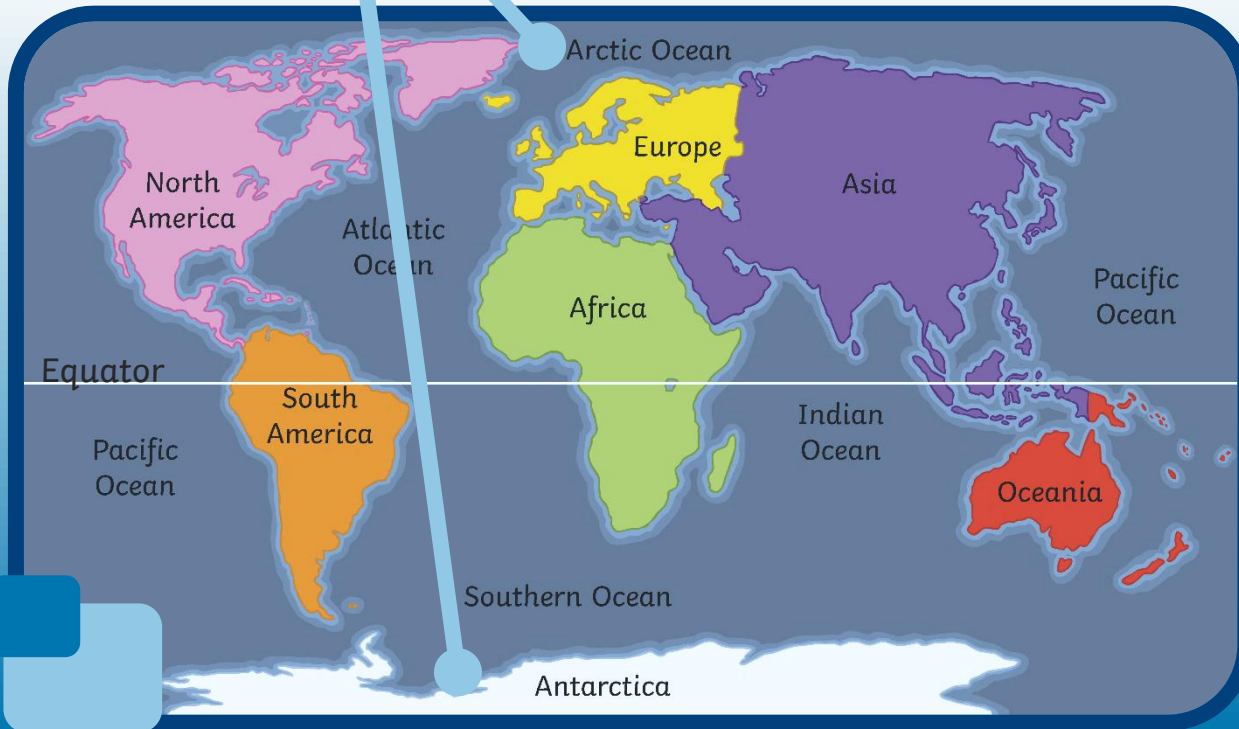 Arctic Ocean
Europe
North
America
Asia
Atlantic
Ocean
Pacific
Ocean
Africa
Equator
South
America
Indian
Ocean
Pacific
Ocean
Oceania
Southern Ocean
Antarctica